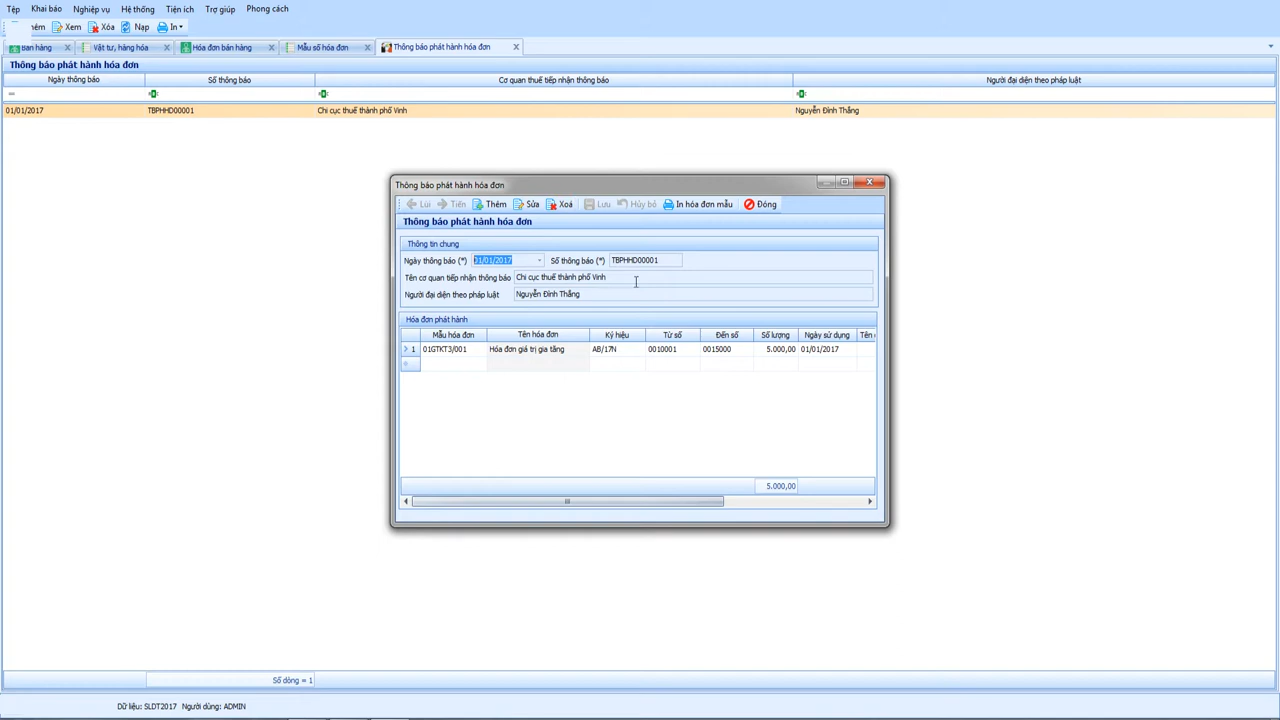 Tệp Khai báo Nghiệp vụ Hệ thống Tiện ích Trợ giúp Phong cách
Xem Xóa Nạp In
Bán hàng Vật tư, hàng hóa Hóa đơn bán hàng Mẫu số hóa đơn Thông báo phát hành hóa đơn
Thông báo phát hành hóa đơn
Ngày thông báo Số thông báo Cơ quan thuế tiếp nhận thông báo Người đại diện theo pháp luật
01/01/2017 TBPHHD00001 Chi cục thuế thành phố Vinh Nguyễn Đình Thắng
Thông báo phát hành hóa đơn
Lùi Tiến Thêm Sửa Xoá Lưu Hủy bỏ In hóa đơn mẫu Đóng
Thông báo phát hành hóa đơn
Thông tin chung
Ngày thông báo (*) 01/01/2017 Số thông báo (*) TBPHHD00001
Tên cơ quan tiếp nhận thông báo Chi cục thuế thành phố Vinh
Người đại diện theo pháp luật Nguyễn Đình Thắng
Hóa đơn phát hành
Mẫu hóa đơn Tên hóa đơn Ký hiệu Từ số Đến số Số lượng Ngày sử dụng Tên
1 01GTKT3/001 Hóa đơn giá trị gia tăng AB/17N 0010001 0015000 5.000,00 01/01/2017
5.000,00
Số dòng = 1
Dữ liệu: SLDT2017 Người dùng: ADMIN